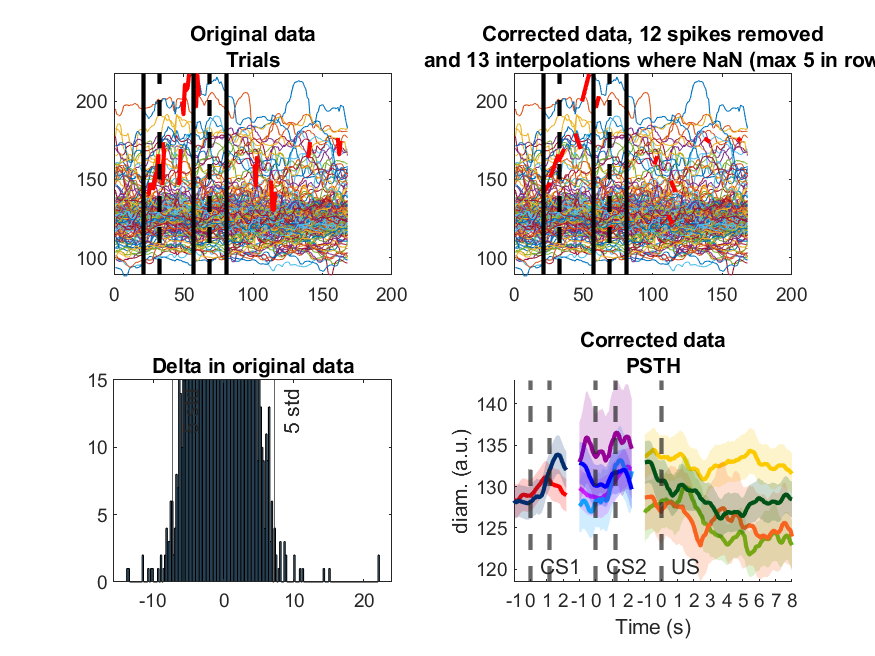 Original data
Trials
200
150
100
0 50 100 150 200
Corrected data, 12 spikes removed
and 13 interpolations where NaN (max 5 in row
200
150
100
0 50 100 150 200
Delta in original data
15
10
5
0
5 std
-10 0 10 20
Corrected data
PSTH
diam. (a.u.)
140
135
130
125
120
CS1 CS2 US
-1 0 1 2 -1 0 1 2 -1 0 1 2 3 4 5 6 7 8
Time (s)